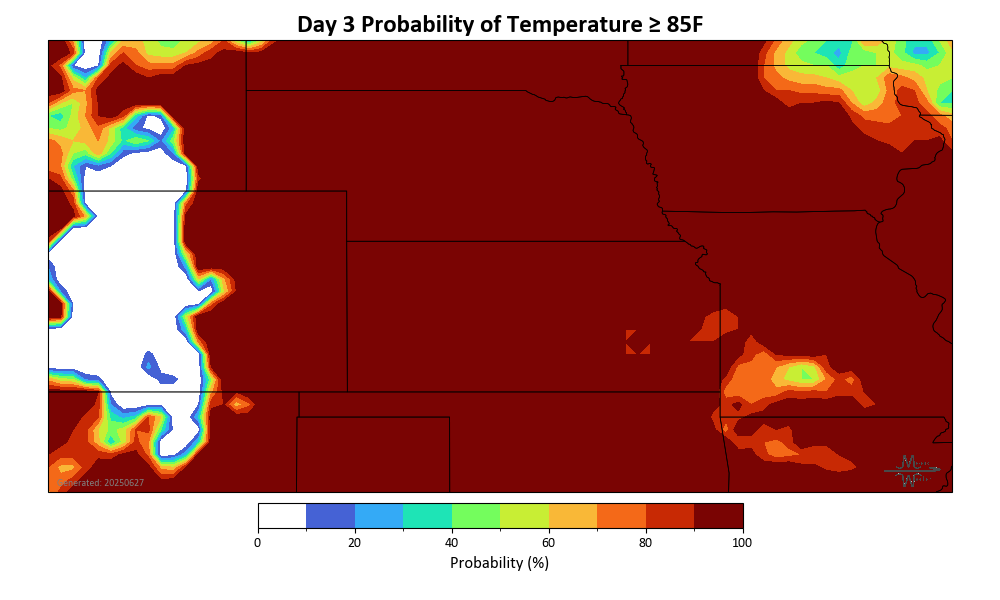 Day 3 Probability of Temperature ≥ 85F
Generated: 20250627
0 20 40 60 80 100
Probability (%)